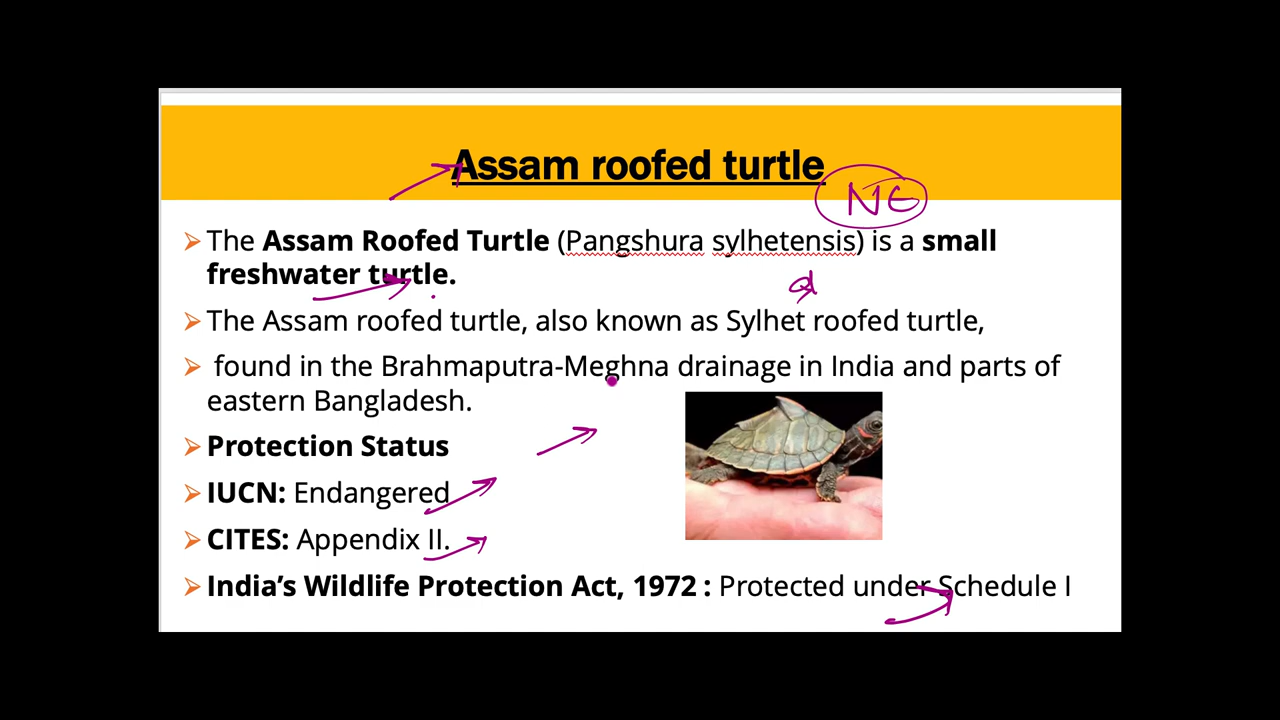 Assam roofed turtle
NE
The Assam Roofed Turtle (Pangshura sylhetensis) is a small
freshwater turtle.
The Assam roofed turtle, also known as Sylhet roofed turtle,
found in the Brahmaputra-Meghna drainage in India and parts of
eastern Bangladesh.
Protection Status
IUCN: Endangered
CITES: Appendix II.
India’s Wildlife Protection Act, 1972 : Protected under Schedule I